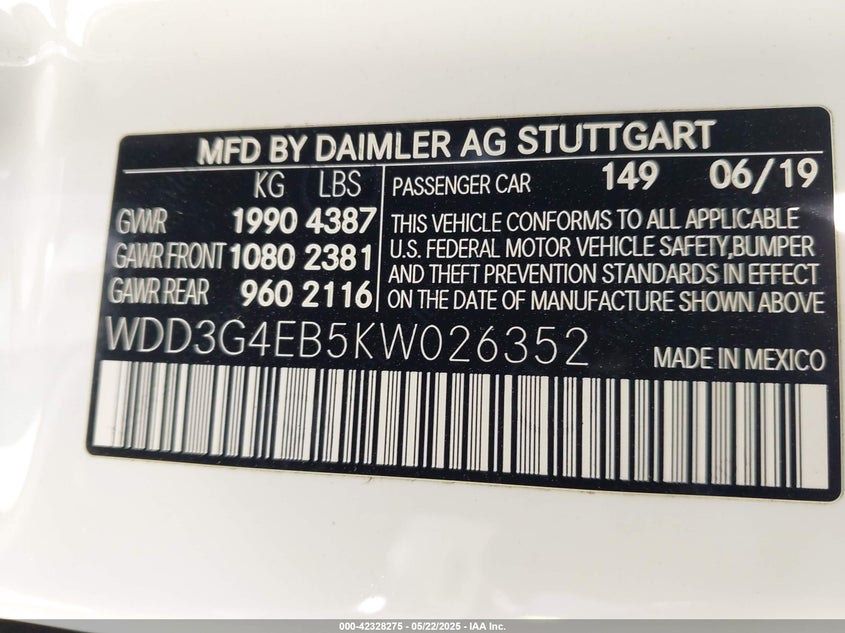 MFD BY DAIMLER AG STUTTGART
KG LBS
GVWR 1990 4387
GAWR FRONT 1080 2381
GAWR REAR 960 2116
PASSENGER CAR 149 06/19
THIS VEHICLE CONFORMS TO ALL APPLICABLE
U.S. FEDERAL MOTOR VEHICLE SAFETY,BUMPER
AND THEFT PREVENTION STANDARDS IN EFFECT
ON THE DATE OF MANUFACTURE SHOWN ABOVE
WDD3G4EB5KW026352
MADE IN MEXICO
000-42328275 - 05/22/2025 - IAA Inc.